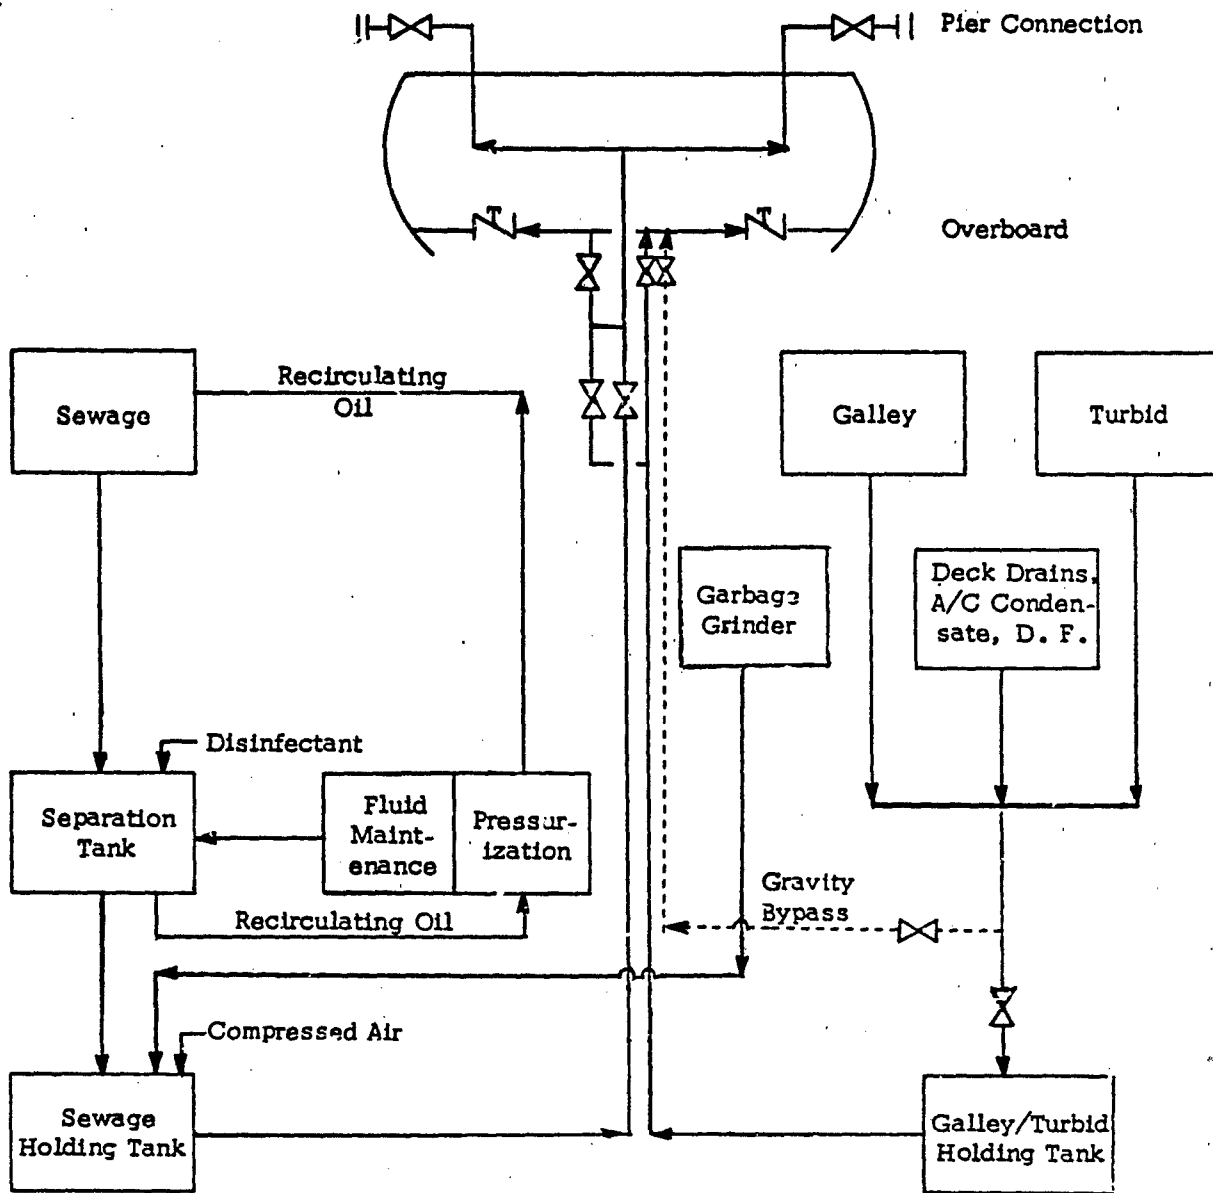 Pier Connection
Overboard
T
T
Recirculating
Oil
Sewage
Galley
Turbid
Garbage
Grinder
Deck Drains,
A/C Conden-
sate, D. F.
Disinfectant
Separation
Tank
Fluid
Maint-
enance
Pressur-
ization
Gravity
Bypass
Recirculating Oil
Compressed Air
Sewage
Holding Tank
Galley/Turbid
Holding Tank